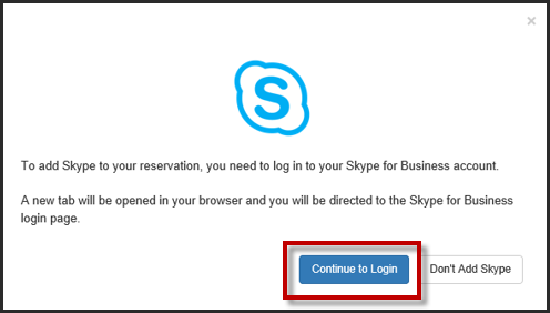 ×
S
To add Skype to your reservation, you need to log in to your Skype for Business account.
A new tab will be opened in your browser and you will be directed to the Skype for Business
login page.
Continue to Login Don't Add Skype